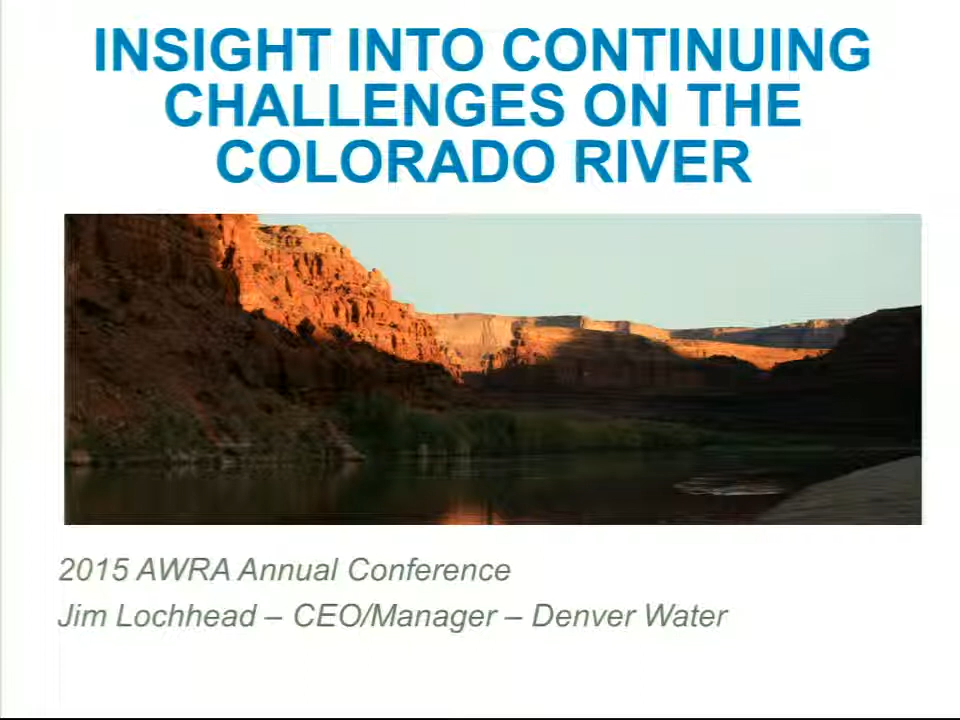 INSIGHT INTO CONTINUING
CHALLENGES ON THE
COLORADO RIVER
2015 AWRA Annual Conference
Jim Lochhead – CEO/Manager – Denver Water